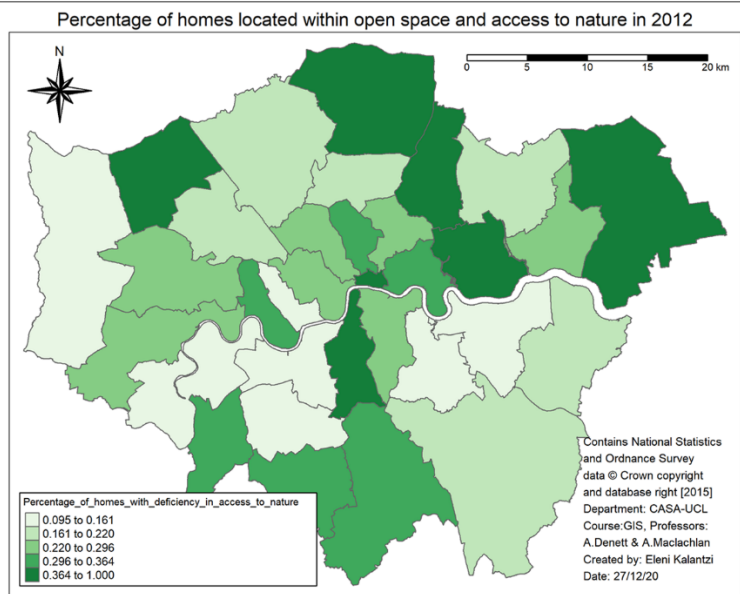 Percentage of homes located within open space and access to nature in 2012
N
0 5 10 15 20 km
Contains National Statistics
and Ordnance Survey
data © Crown copyright
and database right [2015]
Department: CASA-UCL
Course:GIS, Professors:
A.Denett & A.Maclachlan
Created by: Eleni Kalantzi
Date: 27/12/20
Percentage_of_homes_with_deficiency_in_access_to_nature
0.095 to 0.161
0.161 to 0.220
0.220 to 0.296
0.296 to 0.364
0.364 to 1.000